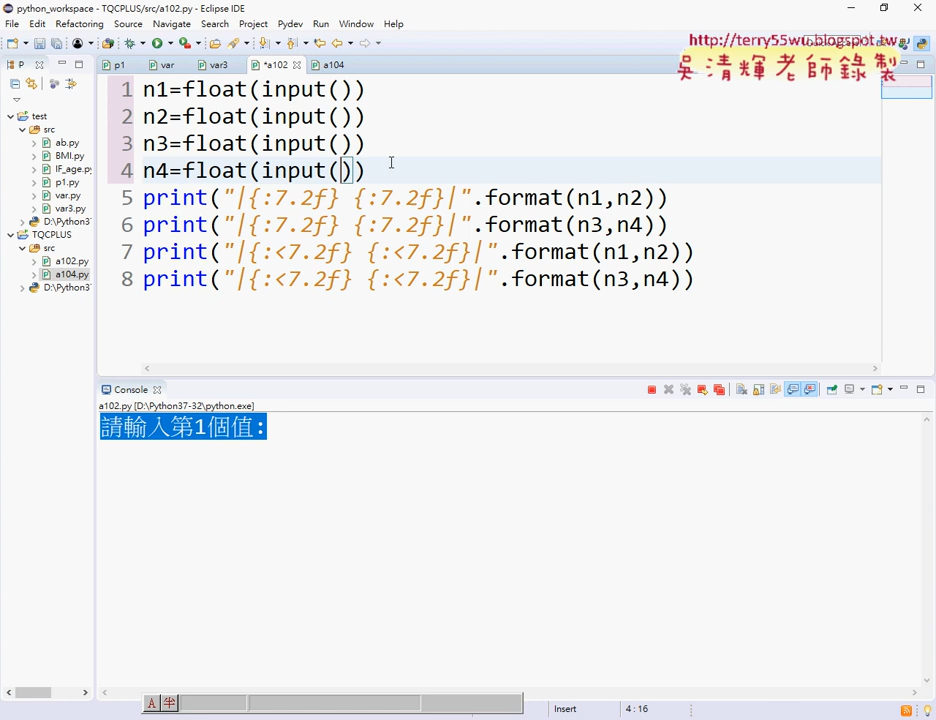 python_workspace - TQCPLUS/src/a102.py - Eclipse IDE
File Edit Refactoring Source Navigate Search Project Pydev Run Window Help
http://terry55wu.blogspot.tw
吳清輝老師錄製
P
p1 var var3 *a102 a104
test
src
ab.py
BMI.py
IF_age.py
p1.py
var.py
var3.py
D:\Python3
TQCPLUS
src
a102.py
a104.py
D:\Python3
1 n1=float(input())
2 n2=float(input())
3 n3=float(input())
4 n4=float(input())
5 print("|{:7.2f} {:7.2f}|".format(n1,n2))
6 print("|{:7.2f} {:7.2f}|".format(n3,n4))
7 print("|{:<7.2f} {:<7.2f}|".format(n1,n2))
8 print("|{:<7.2f} {:<7.2f}|".format(n3,n4))
Console
a102.py [D:\Python37-32\python.exe]
請輸入第1個值:
A 半
Insert 4 : 16